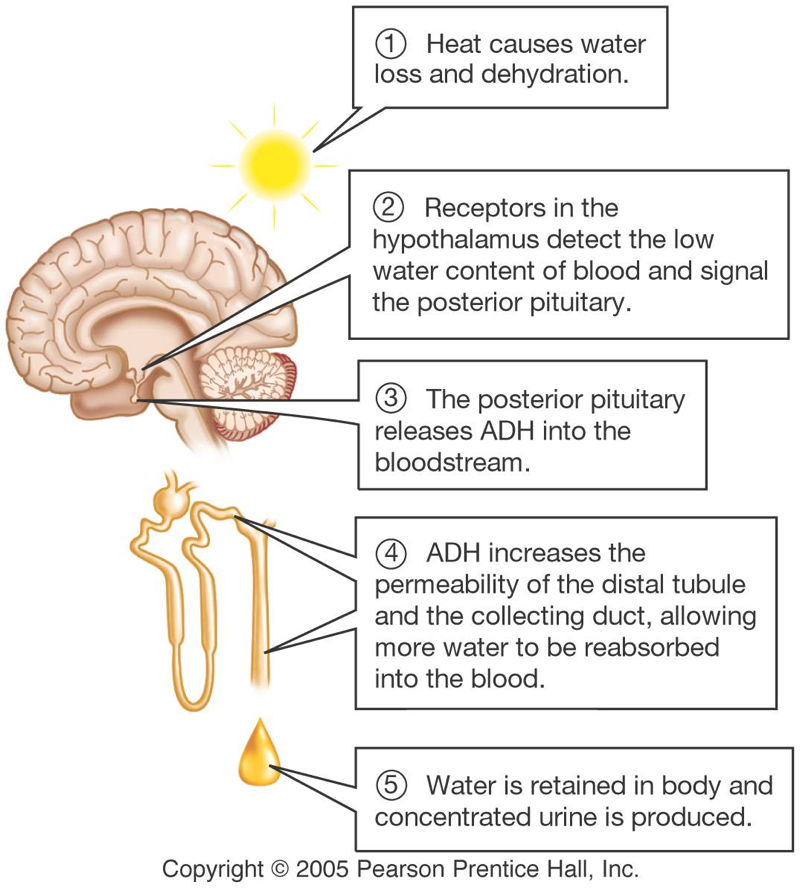 ① Heat causes water
loss and dehydration.
② Receptors in the
hypothalamus detect the low
water content of blood and signal
the posterior pituitary.
③ The posterior pituitary
releases ADH into the
bloodstream.
④ ADH increases the
permeability of the distal tubule
and the collecting duct, allowing
more water to be reabsorbed
into the blood.
⑤ Water is retained in body and
concentrated urine is produced.
Copyright © 2005 Pearson Prentice Hall, Inc.